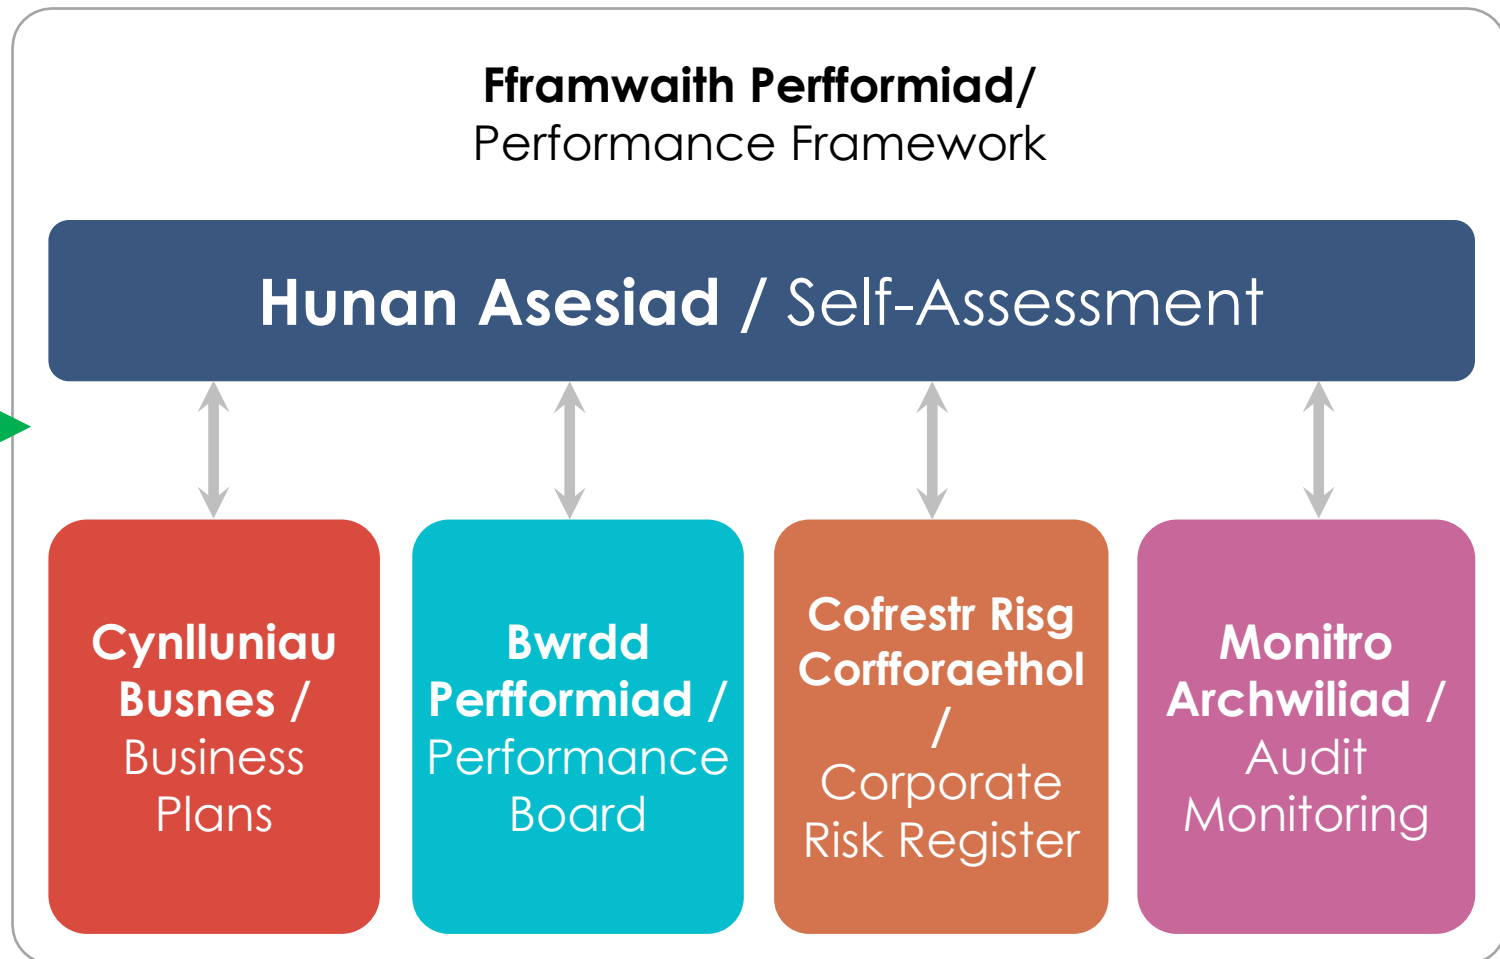 Fframwaith Perfformiad/
Performance Framework
Hunan Asesiad / Self-Assessment
Cynlluniau
Busnes /
Business
Plans
Bwrdd
Perfformiad /
Performance
Board
Cofrestr Risg
Corfforaethol
/
Corporate
Risk Register
Monitro
Archwiliad /
Audit
Monitoring